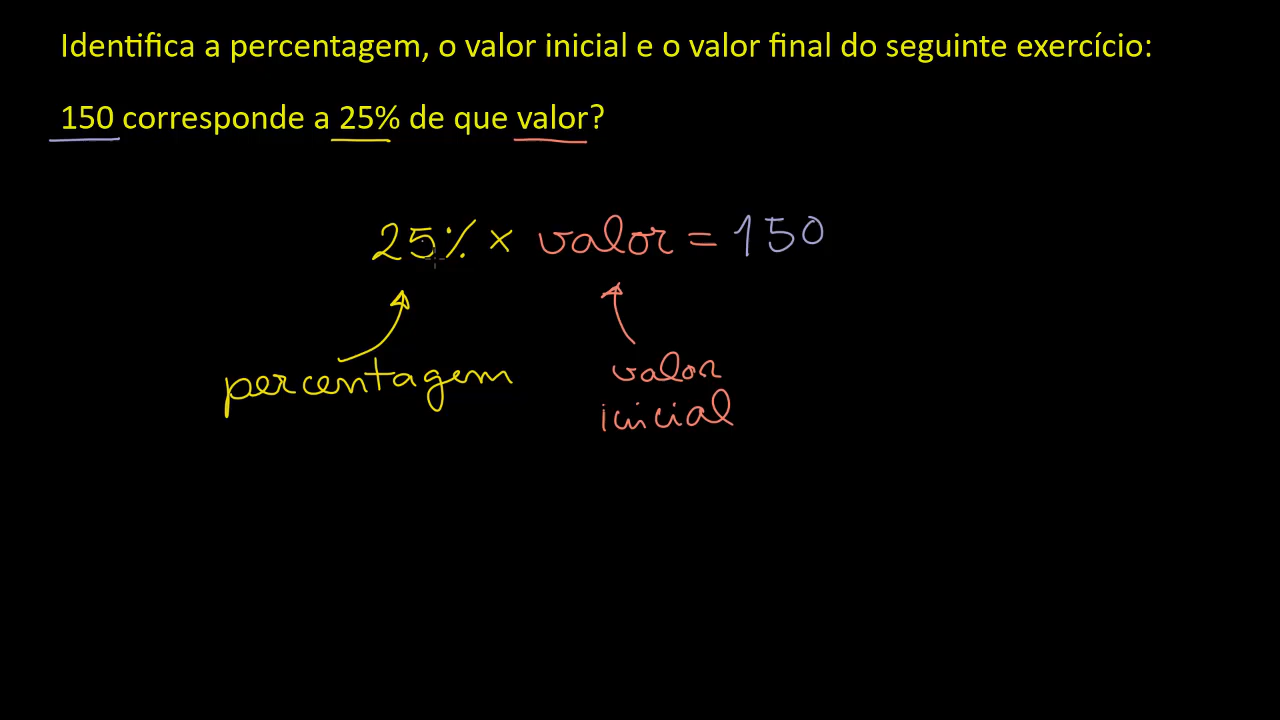 Identifica a percentagem, o valor inicial e o valor final do seguinte exercício:
150 corresponde a 25% de que valor?
25% × valor = 150
percentagem
valor
inicial